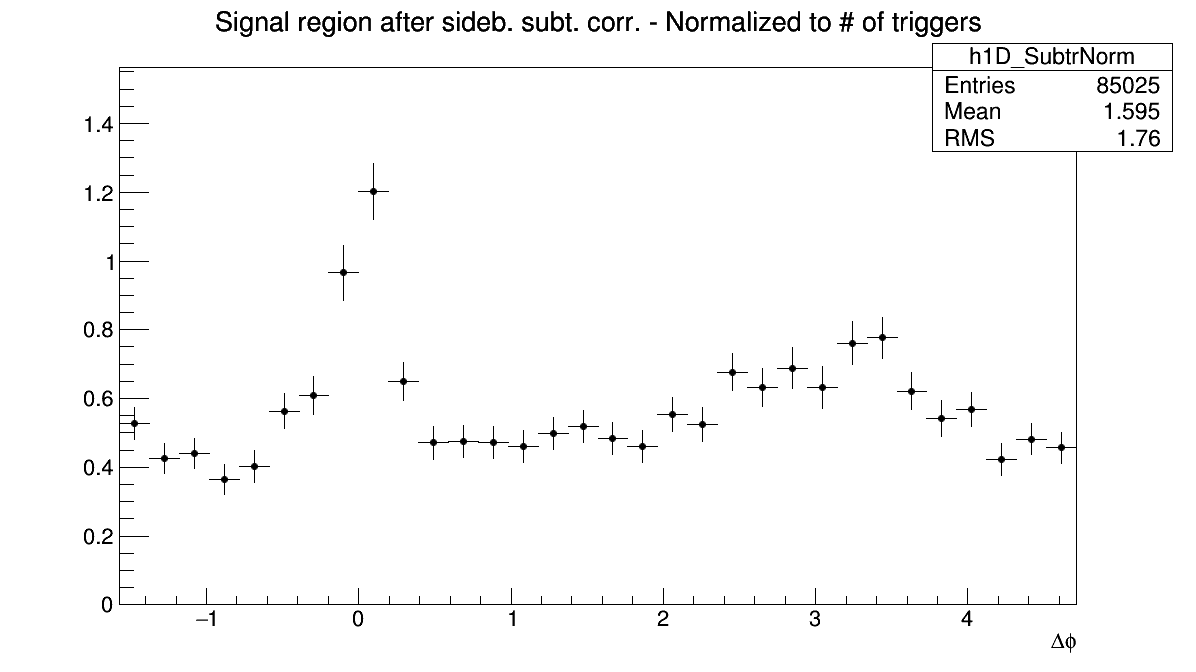 Signal region after sideb. subt. corr. - Normalized to # of triggers
h1D_SubtrNorm
Entries 85025
Mean 1.595
RMS 1.76
1.4
1.2
1
0.8
0.6
0.4
0.2
0
−1 0 1 2 3 4
Δϕ